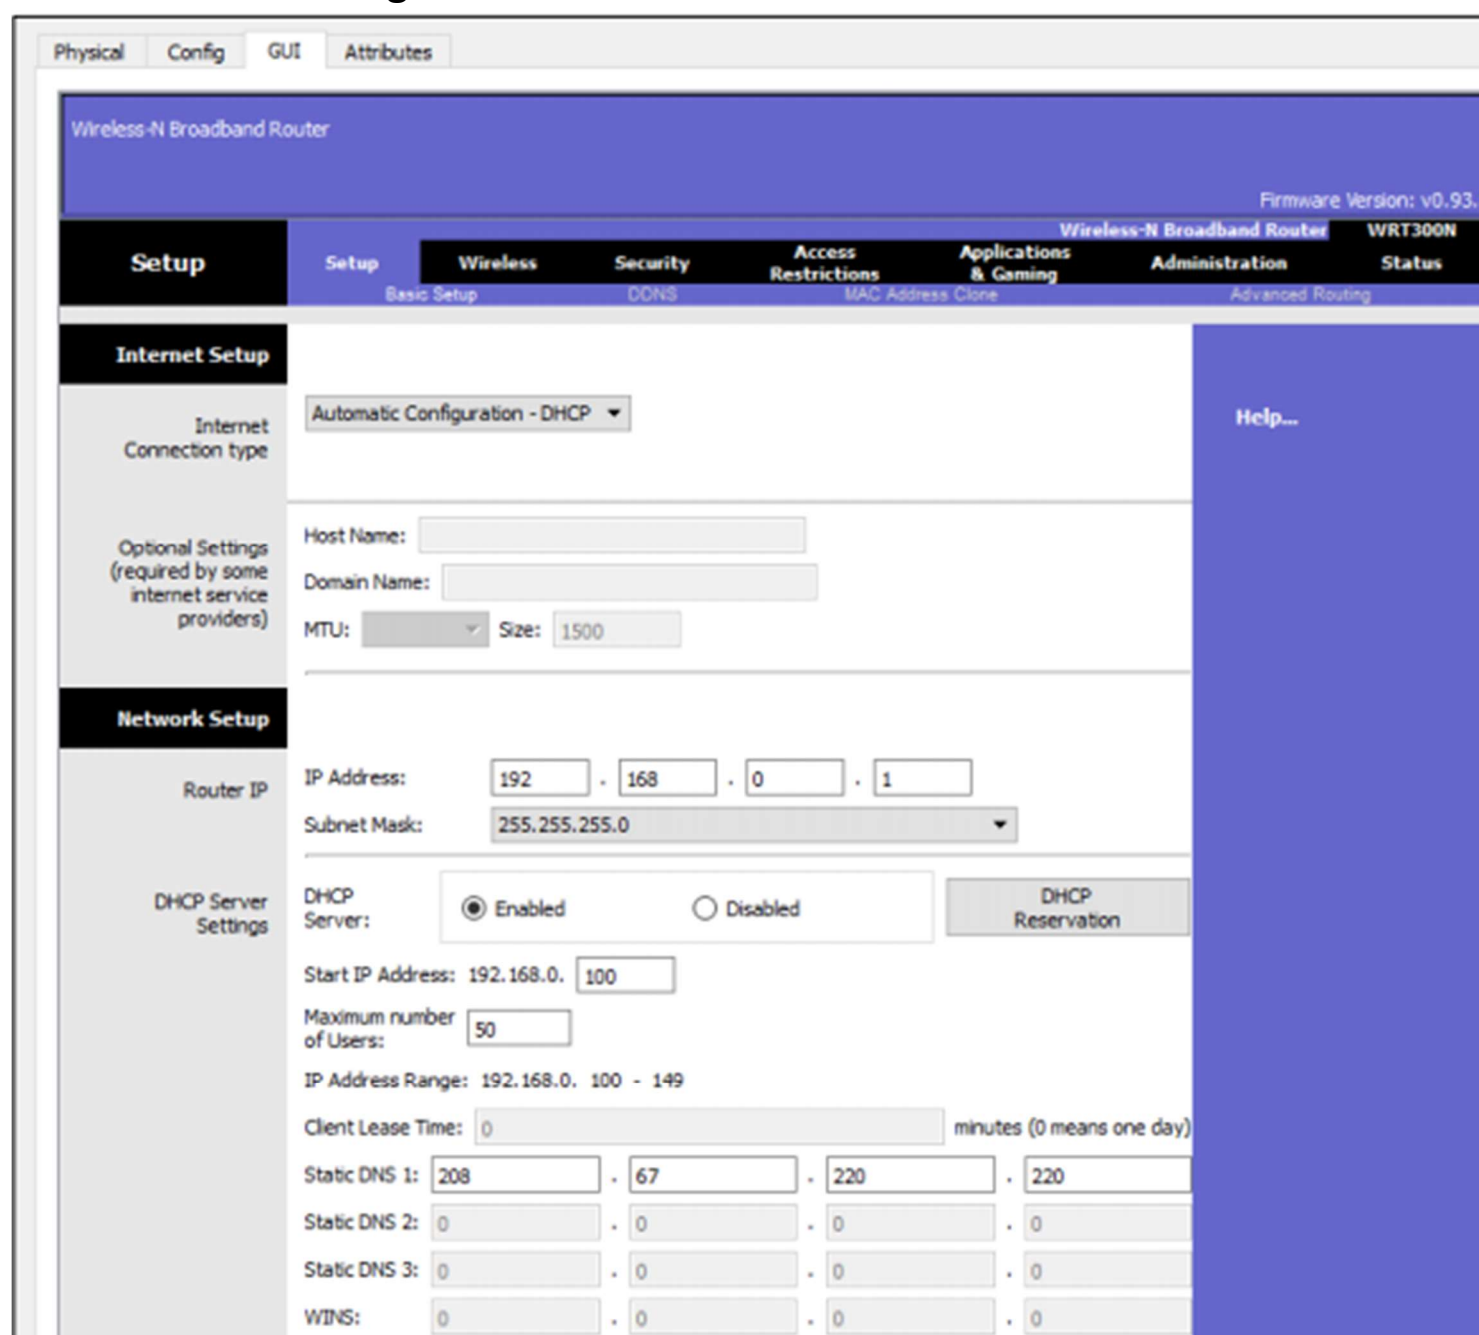 Physical Config GUI Attributes
Wireless-N Broadband Router
Firmware Version: v0.93.
Wireless-N Broadband Router WRT300N
Setup
Setup Wireless Security Access Restrictions Applications & Gaming Administration Status
Basic Setup DDNS MAC Address Clone Advanced Routing
Internet Setup
Internet Connection type
Automatic Configuration - DHCP
Help...
Optional Settings
(required by some
internet service
providers)
Host Name:
Domain Name:
MTU: Size: 1500
Network Setup
Router IP
IP Address: 192 . 168 . 0 . 1
Subnet Mask: 255.255.255.0
DHCP Server
Settings
DHCP Server: Enabled Disabled DHCP Reservation
Start IP Address: 192.168.0. 100
Maximum number
of Users: 50
IP Address Range: 192.168.0. 100 - 149
Client Lease Time: 0 minutes (0 means one day)
Static DNS 1: 208 . 67 . 220 . 220
Static DNS 2: 0 . 0 . 0 . 0
Static DNS 3: 0 . 0 . 0 . 0
WINS: 0 . 0 . 0 . 0